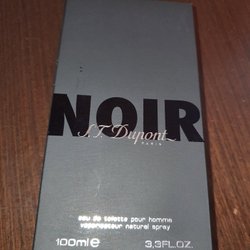 NOIR
S.T. Dupont
PARIS
eau de toilette pour homme
vaporisateur natural spray
100ml e 3.3FL.OZ.